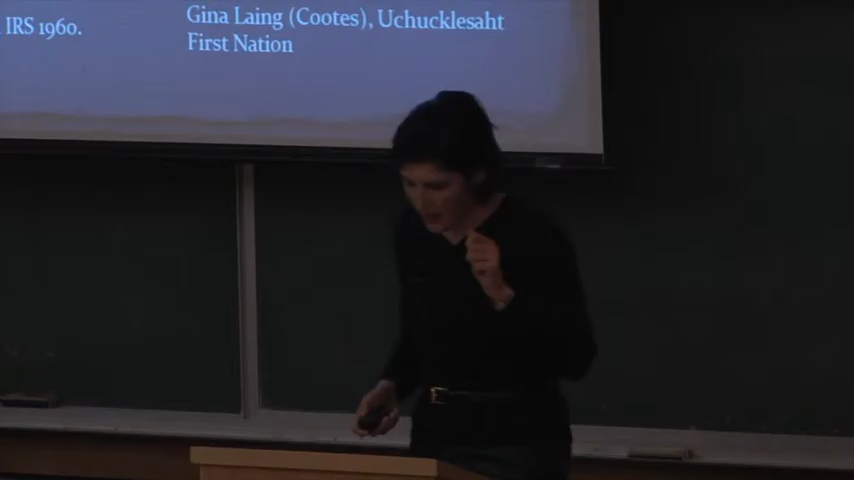 IRS 1960.
Gina Laing (Cootes), Uchucklesaht
First Nation